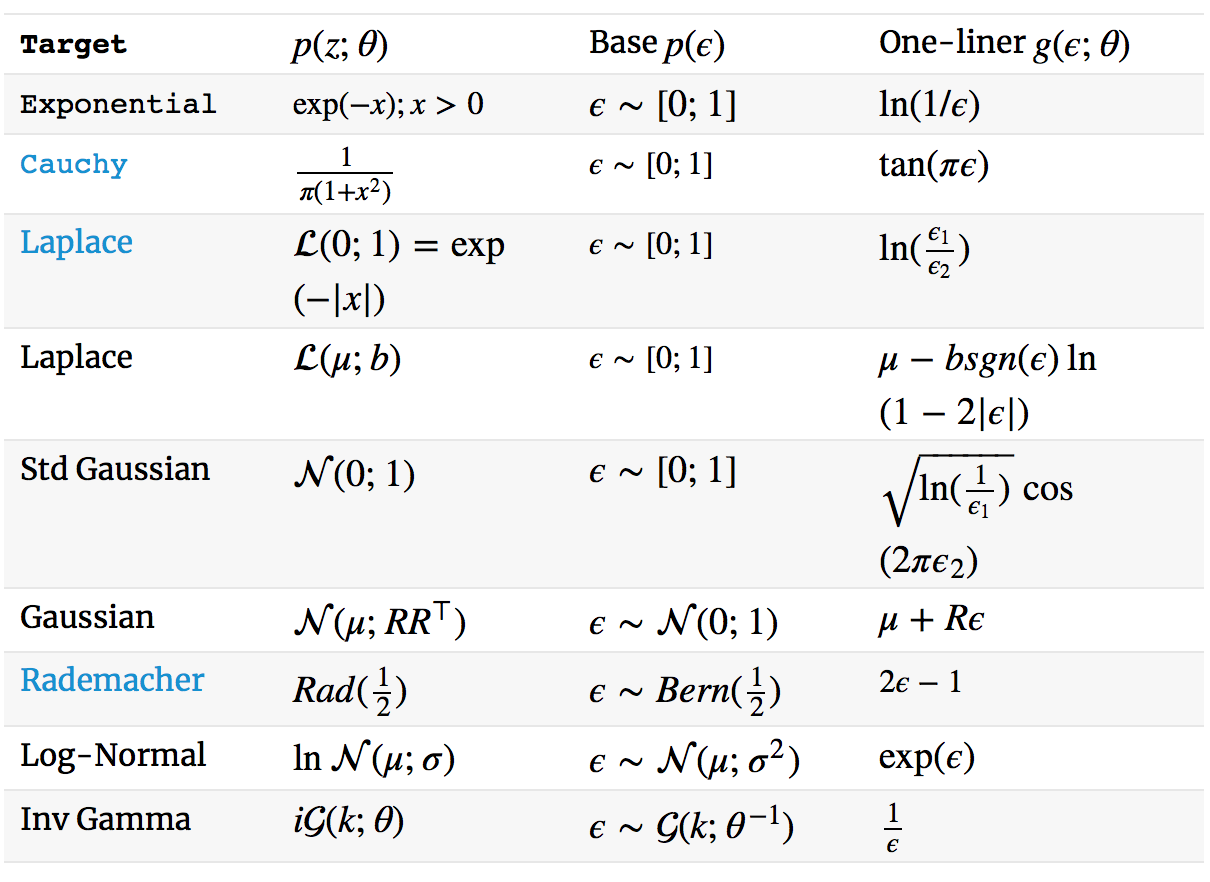 Target p(z; θ) Base p(ϵ) One-liner g(ϵ; θ)
Exponential exp(−x); x > 0 ϵ ∼ [0; 1] ln(1/ϵ)
Cauchy 1/(π(1+x²)) ϵ ∼ [0; 1] tan(πϵ)
Laplace ℒ(0; 1) = exp ϵ ∼ [0; 1] ln(ϵ₁/ϵ₂)
(−|x|)
Laplace ℒ(μ; b) ϵ ∼ [0; 1] μ − bsgn(ϵ) ln
(1 − 2|ϵ|)
Std Gaussian 𝒩(0; 1) ϵ ∼ [0; 1] √ln(1/ϵ₁) cos
(2πϵ₂)
Gaussian 𝒩(μ; RR⊤) ϵ ∼ 𝒩(0; 1) μ + Rϵ
Rademacher Rad(1/2) ϵ ∼ Bern(1/2) 2ϵ − 1
Log-Normal ln 𝒩(μ; σ) ϵ ∼ 𝒩(μ; σ²) exp(ϵ)
Inv Gamma i𝒢(k; θ) ϵ ∼ 𝒢(k; θ⁻¹) 1/ϵ